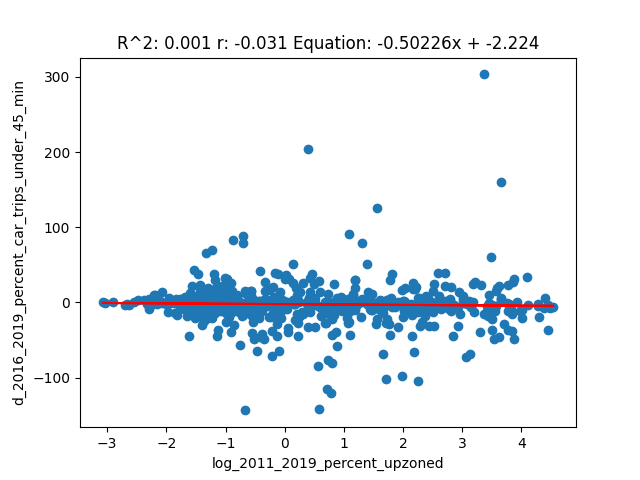 R^2: 0.001 r: -0.031 Equation: -0.50226x + -2.224
d_2016_2019_percent_car_trips_under_45_min
300
200
100
0
−100
−3 −2 −1 0 1 2 3 4
log_2011_2019_percent_upzoned